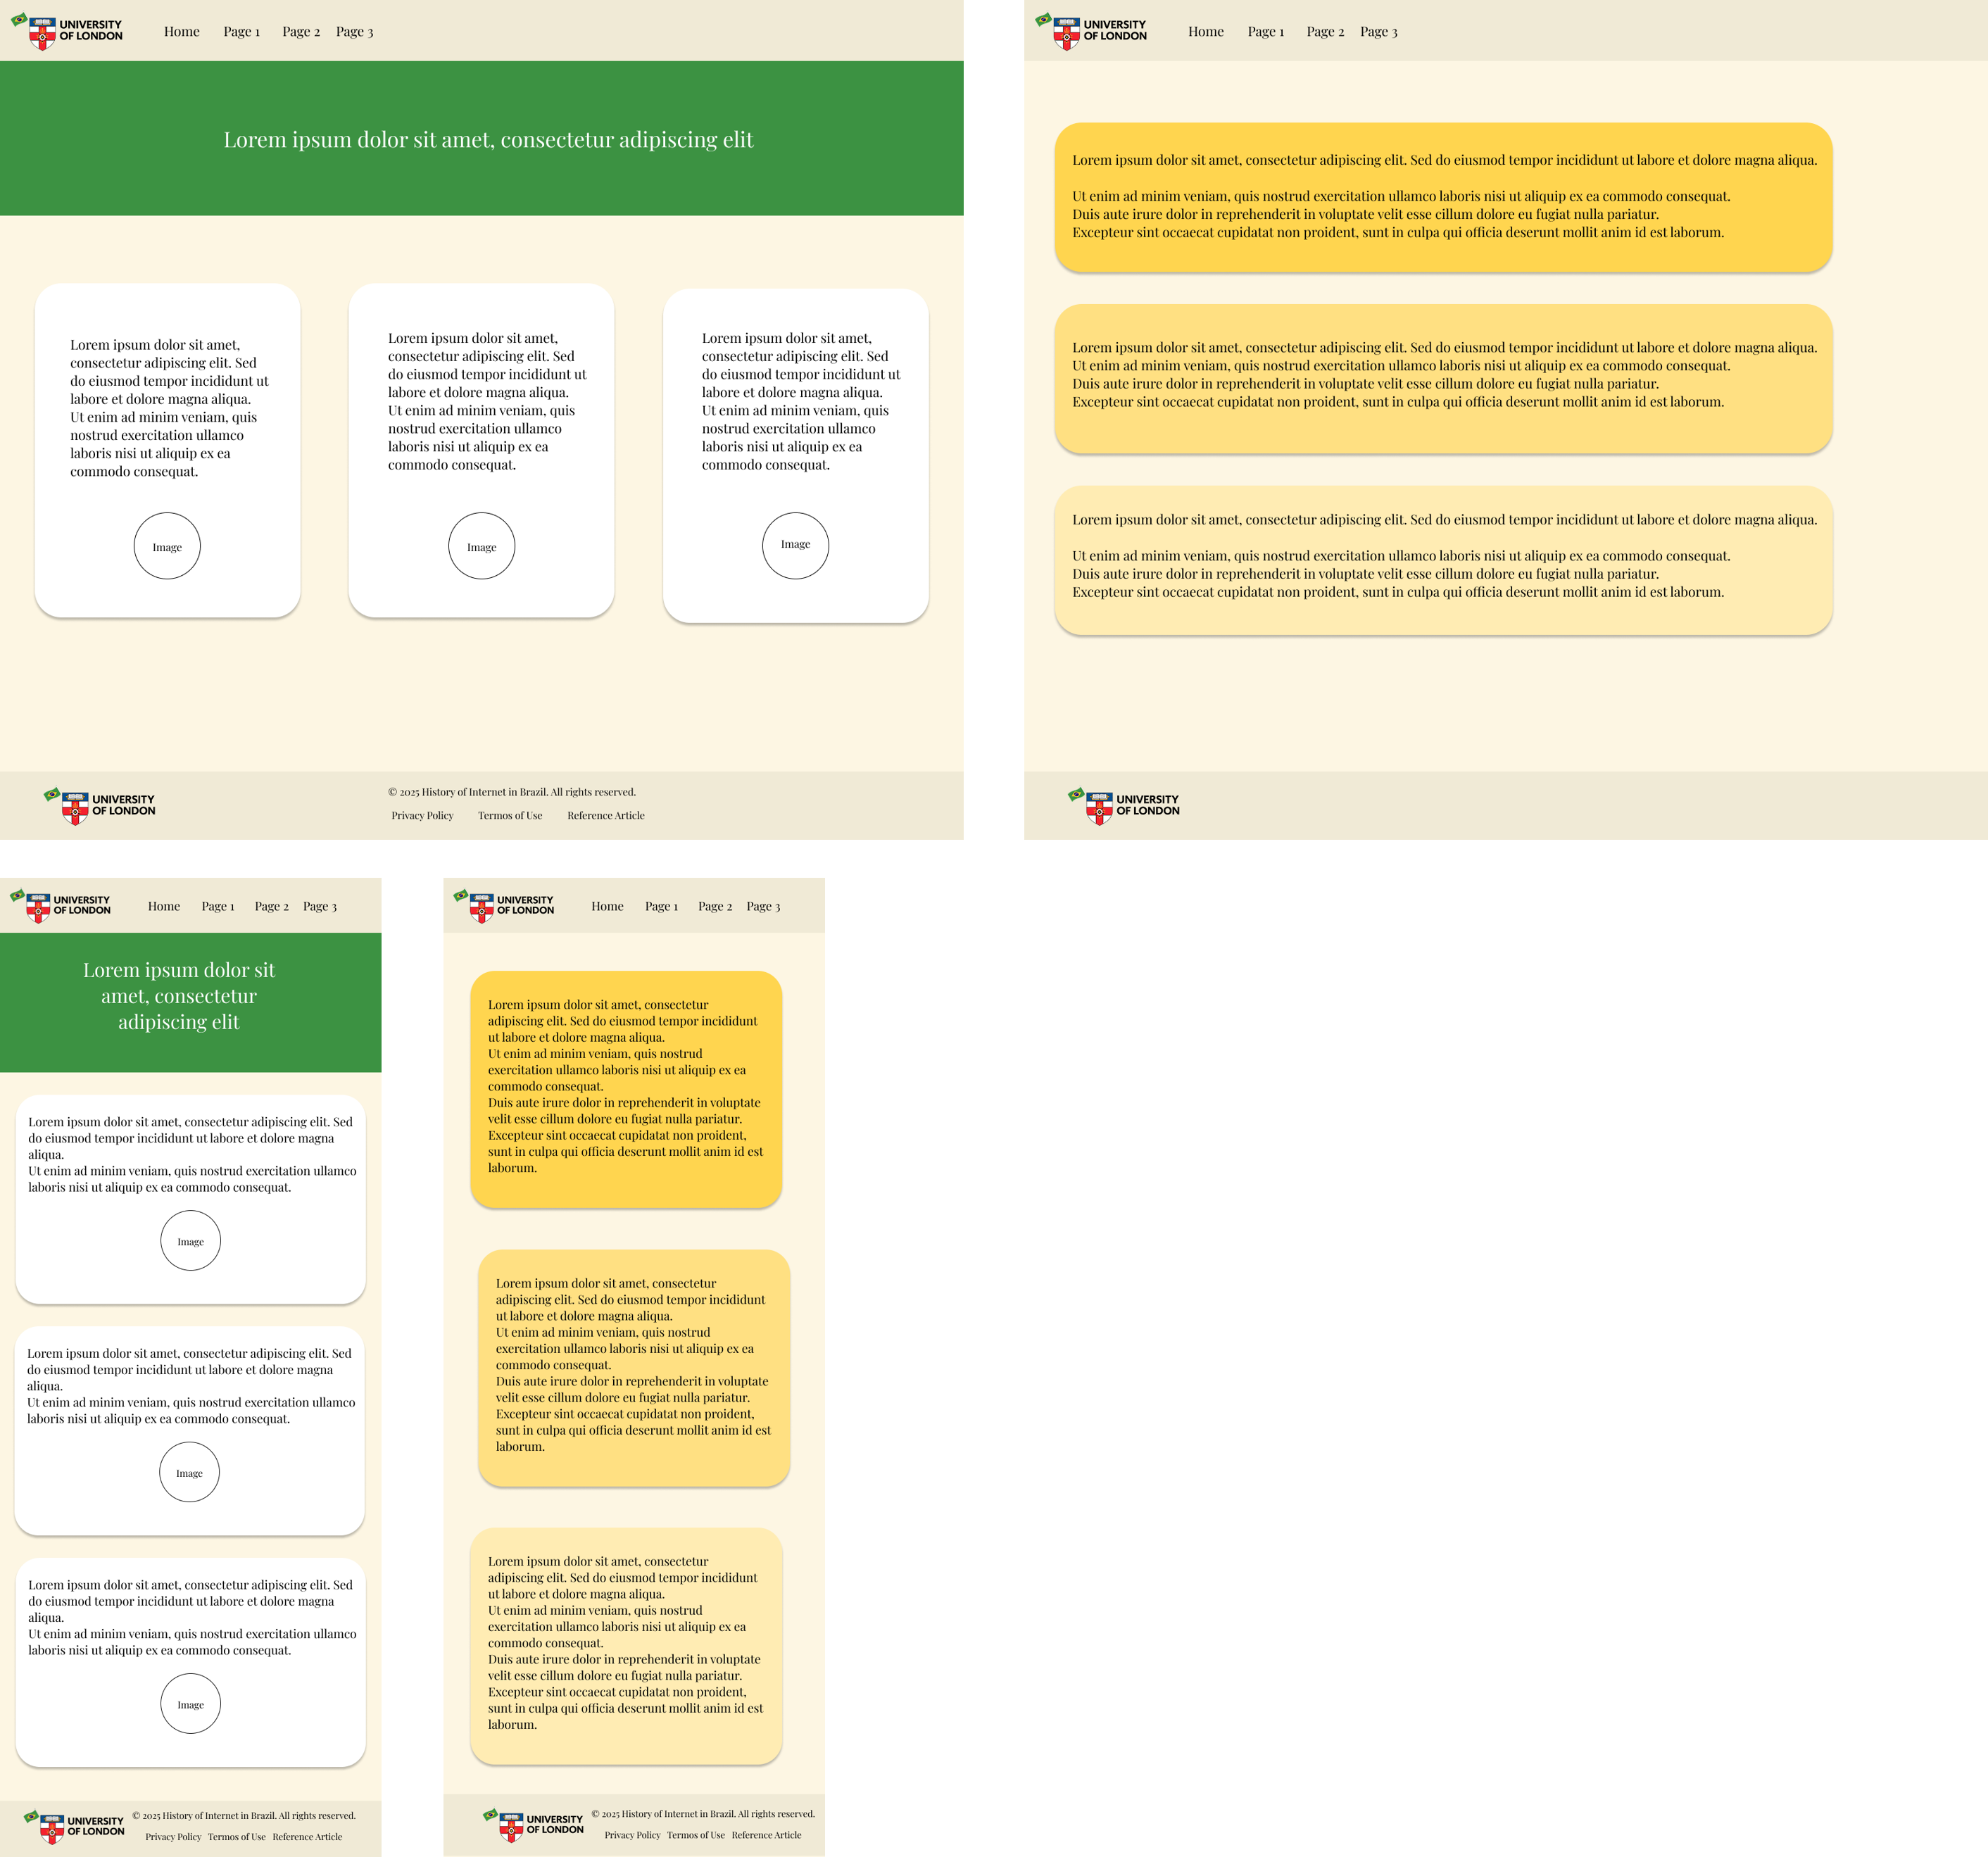 UNIVERSITY
OF LONDON
Home Page 1 Page 2 Page 3
Lorem ipsum dolor sit amet, consectetur adipiscing elit
Lorem ipsum dolor sit amet,
consectetur adipiscing elit. Sed
do eiusmod tempor incididunt ut
labore et dolore magna aliqua.
Ut enim ad minim veniam, quis
nostrud exercitation ullamco
laboris nisi ut aliquip ex ea
commodo consequat.
Image
Lorem ipsum dolor sit amet,
consectetur adipiscing elit. Sed
do eiusmod tempor incididunt ut
labore et dolore magna aliqua.
Ut enim ad minim veniam, quis
nostrud exercitation ullamco
laboris nisi ut aliquip ex ea
commodo consequat.
Image
Lorem ipsum dolor sit amet,
consectetur adipiscing elit. Sed
do eiusmod tempor incididunt ut
labore et dolore magna aliqua.
Ut enim ad minim veniam, quis
nostrud exercitation ullamco
laboris nisi ut aliquip ex ea
commodo consequat.
Image
UNIVERSITY
OF LONDON
© 2025 History of Internet in Brazil. All rights reserved.
Privacy Policy Termos of Use Reference Article
UNIVERSITY
OF LONDON
Home Page 1 Page 2 Page 3
Lorem ipsum dolor sit amet, consectetur adipiscing elit. Sed do eiusmod tempor incididunt ut labore et dolore magna aliqua.
Ut enim ad minim veniam, quis nostrud exercitation ullamco laboris nisi ut aliquip ex ea commodo consequat.
Duis aute irure dolor in reprehenderit in voluptate velit esse cillum dolore eu fugiat nulla pariatur.
Excepteur sint occaecat cupidatat non proident, sunt in culpa qui officia deserunt mollit anim id est laborum.
Lorem ipsum dolor sit amet, consectetur adipiscing elit. Sed do eiusmod tempor incididunt ut labore et dolore magna aliqua.
Ut enim ad minim veniam, quis nostrud exercitation ullamco laboris nisi ut aliquip ex ea commodo consequat.
Duis aute irure dolor in reprehenderit in voluptate velit esse cillum dolore eu fugiat nulla pariatur.
Excepteur sint occaecat cupidatat non proident, sunt in culpa qui officia deserunt mollit anim id est laborum.
Lorem ipsum dolor sit amet, consectetur adipiscing elit. Sed do eiusmod tempor incididunt ut labore et dolore magna aliqua.
Ut enim ad minim veniam, quis nostrud exercitation ullamco laboris nisi ut aliquip ex ea commodo consequat.
Duis aute irure dolor in reprehenderit in voluptate velit esse cillum dolore eu fugiat nulla pariatur.
Excepteur sint occaecat cupidatat non proident, sunt in culpa qui officia deserunt mollit anim id est laborum.
UNIVERSITY
OF LONDON
UNIVERSITY
OF LONDON
Home Page 1 Page 2 Page 3
Lorem ipsum dolor sit
amet, consectetur
adipiscing elit
Lorem ipsum dolor sit amet, consectetur adipiscing elit. Sed
do eiusmod tempor incididunt ut labore et dolore magna
aliqua.
Ut enim ad minim veniam, quis nostrud exercitation ullamco
laboris nisi ut aliquip ex ea commodo consequat.
Image
Lorem ipsum dolor sit amet, consectetur adipiscing elit. Sed
do eiusmod tempor incididunt ut labore et dolore magna
aliqua.
Ut enim ad minim veniam, quis nostrud exercitation ullamco
laboris nisi ut aliquip ex ea commodo consequat.
Image
Lorem ipsum dolor sit amet, consectetur adipiscing elit. Sed
do eiusmod tempor incididunt ut labore et dolore magna
aliqua.
Ut enim ad minim veniam, quis nostrud exercitation ullamco
laboris nisi ut aliquip ex ea commodo consequat.
Image
UNIVERSITY
OF LONDON
© 2025 History of Internet in Brazil. All rights reserved.
Privacy Policy Termos of Use Reference Article
UNIVERSITY
OF LONDON
Home Page 1 Page 2 Page 3
Lorem ipsum dolor sit amet, consectetur
adipiscing elit. Sed do eiusmod tempor incididunt
ut labore et dolore magna aliqua.
Ut enim ad minim veniam, quis nostrud
exercitation ullamco laboris nisi ut aliquip ex ea
commodo consequat.
Duis aute irure dolor in reprehenderit in voluptate
velit esse cillum dolore eu fugiat nulla pariatur.
Excepteur sint occaecat cupidatat non proident,
sunt in culpa qui officia deserunt mollit anim id est
laborum.
Lorem ipsum dolor sit amet, consectetur
adipiscing elit. Sed do eiusmod tempor incididunt
ut labore et dolore magna aliqua.
Ut enim ad minim veniam, quis nostrud
exercitation ullamco laboris nisi ut aliquip ex ea
commodo consequat.
Duis aute irure dolor in reprehenderit in voluptate
velit esse cillum dolore eu fugiat nulla pariatur.
Excepteur sint occaecat cupidatat non proident,
sunt in culpa qui officia deserunt mollit anim id est
laborum.
Lorem ipsum dolor sit amet, consectetur
adipiscing elit. Sed do eiusmod tempor incididunt
ut labore et dolore magna aliqua.
Ut enim ad minim veniam, quis nostrud
exercitation ullamco laboris nisi ut aliquip ex ea
commodo consequat.
Duis aute irure dolor in reprehenderit in voluptate
velit esse cillum dolore eu fugiat nulla pariatur.
Excepteur sint occaecat cupidatat non proident,
sunt in culpa qui officia deserunt mollit anim id est
laborum.
UNIVERSITY
OF LONDON
© 2025 History of Internet in Brazil. All rights reserved.
Privacy Policy Termos of Use Reference Article